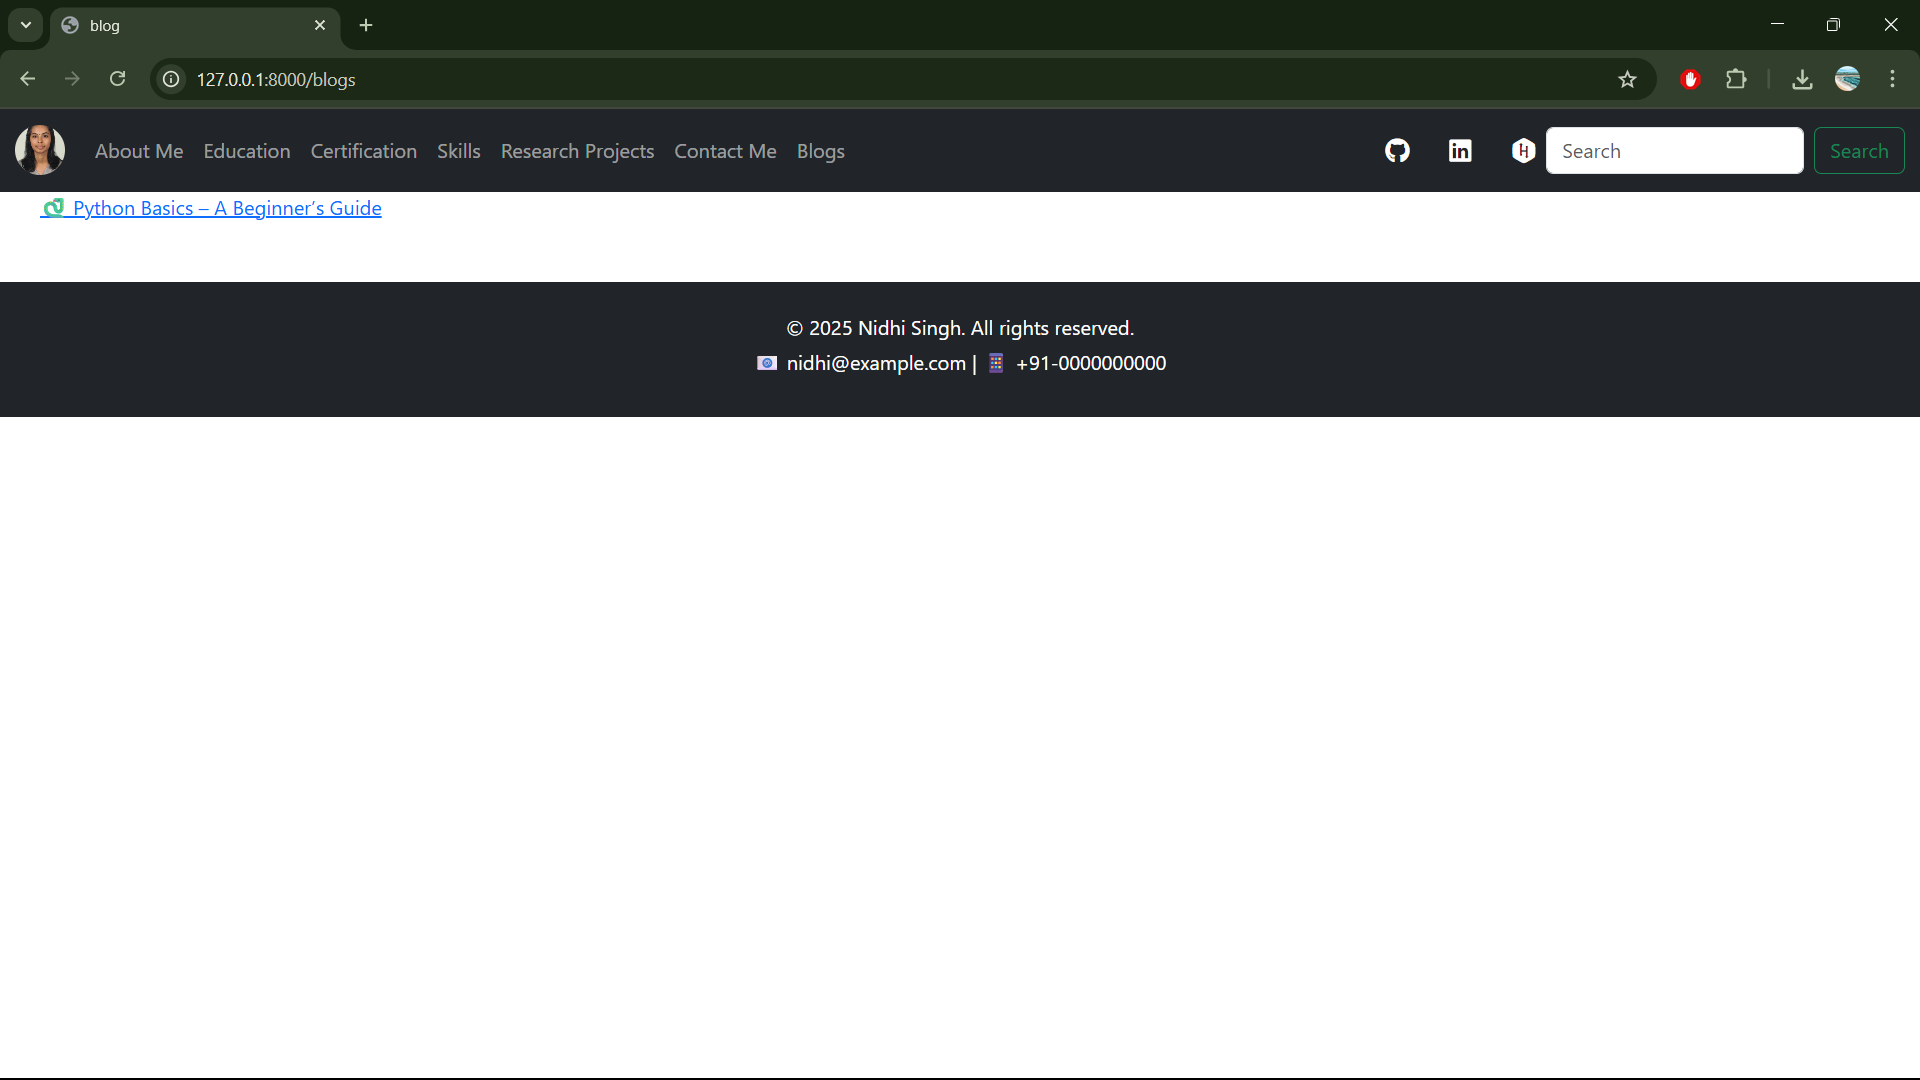 blog
127.0.0.1:8000/blogs
About Me Education Certification Skills Research Projects Contact Me Blogs in H Search Search
Python Basics – A Beginner’s Guide
© 2025 Nidhi Singh. All rights reserved.
nidhi@example.com | +91-0000000000